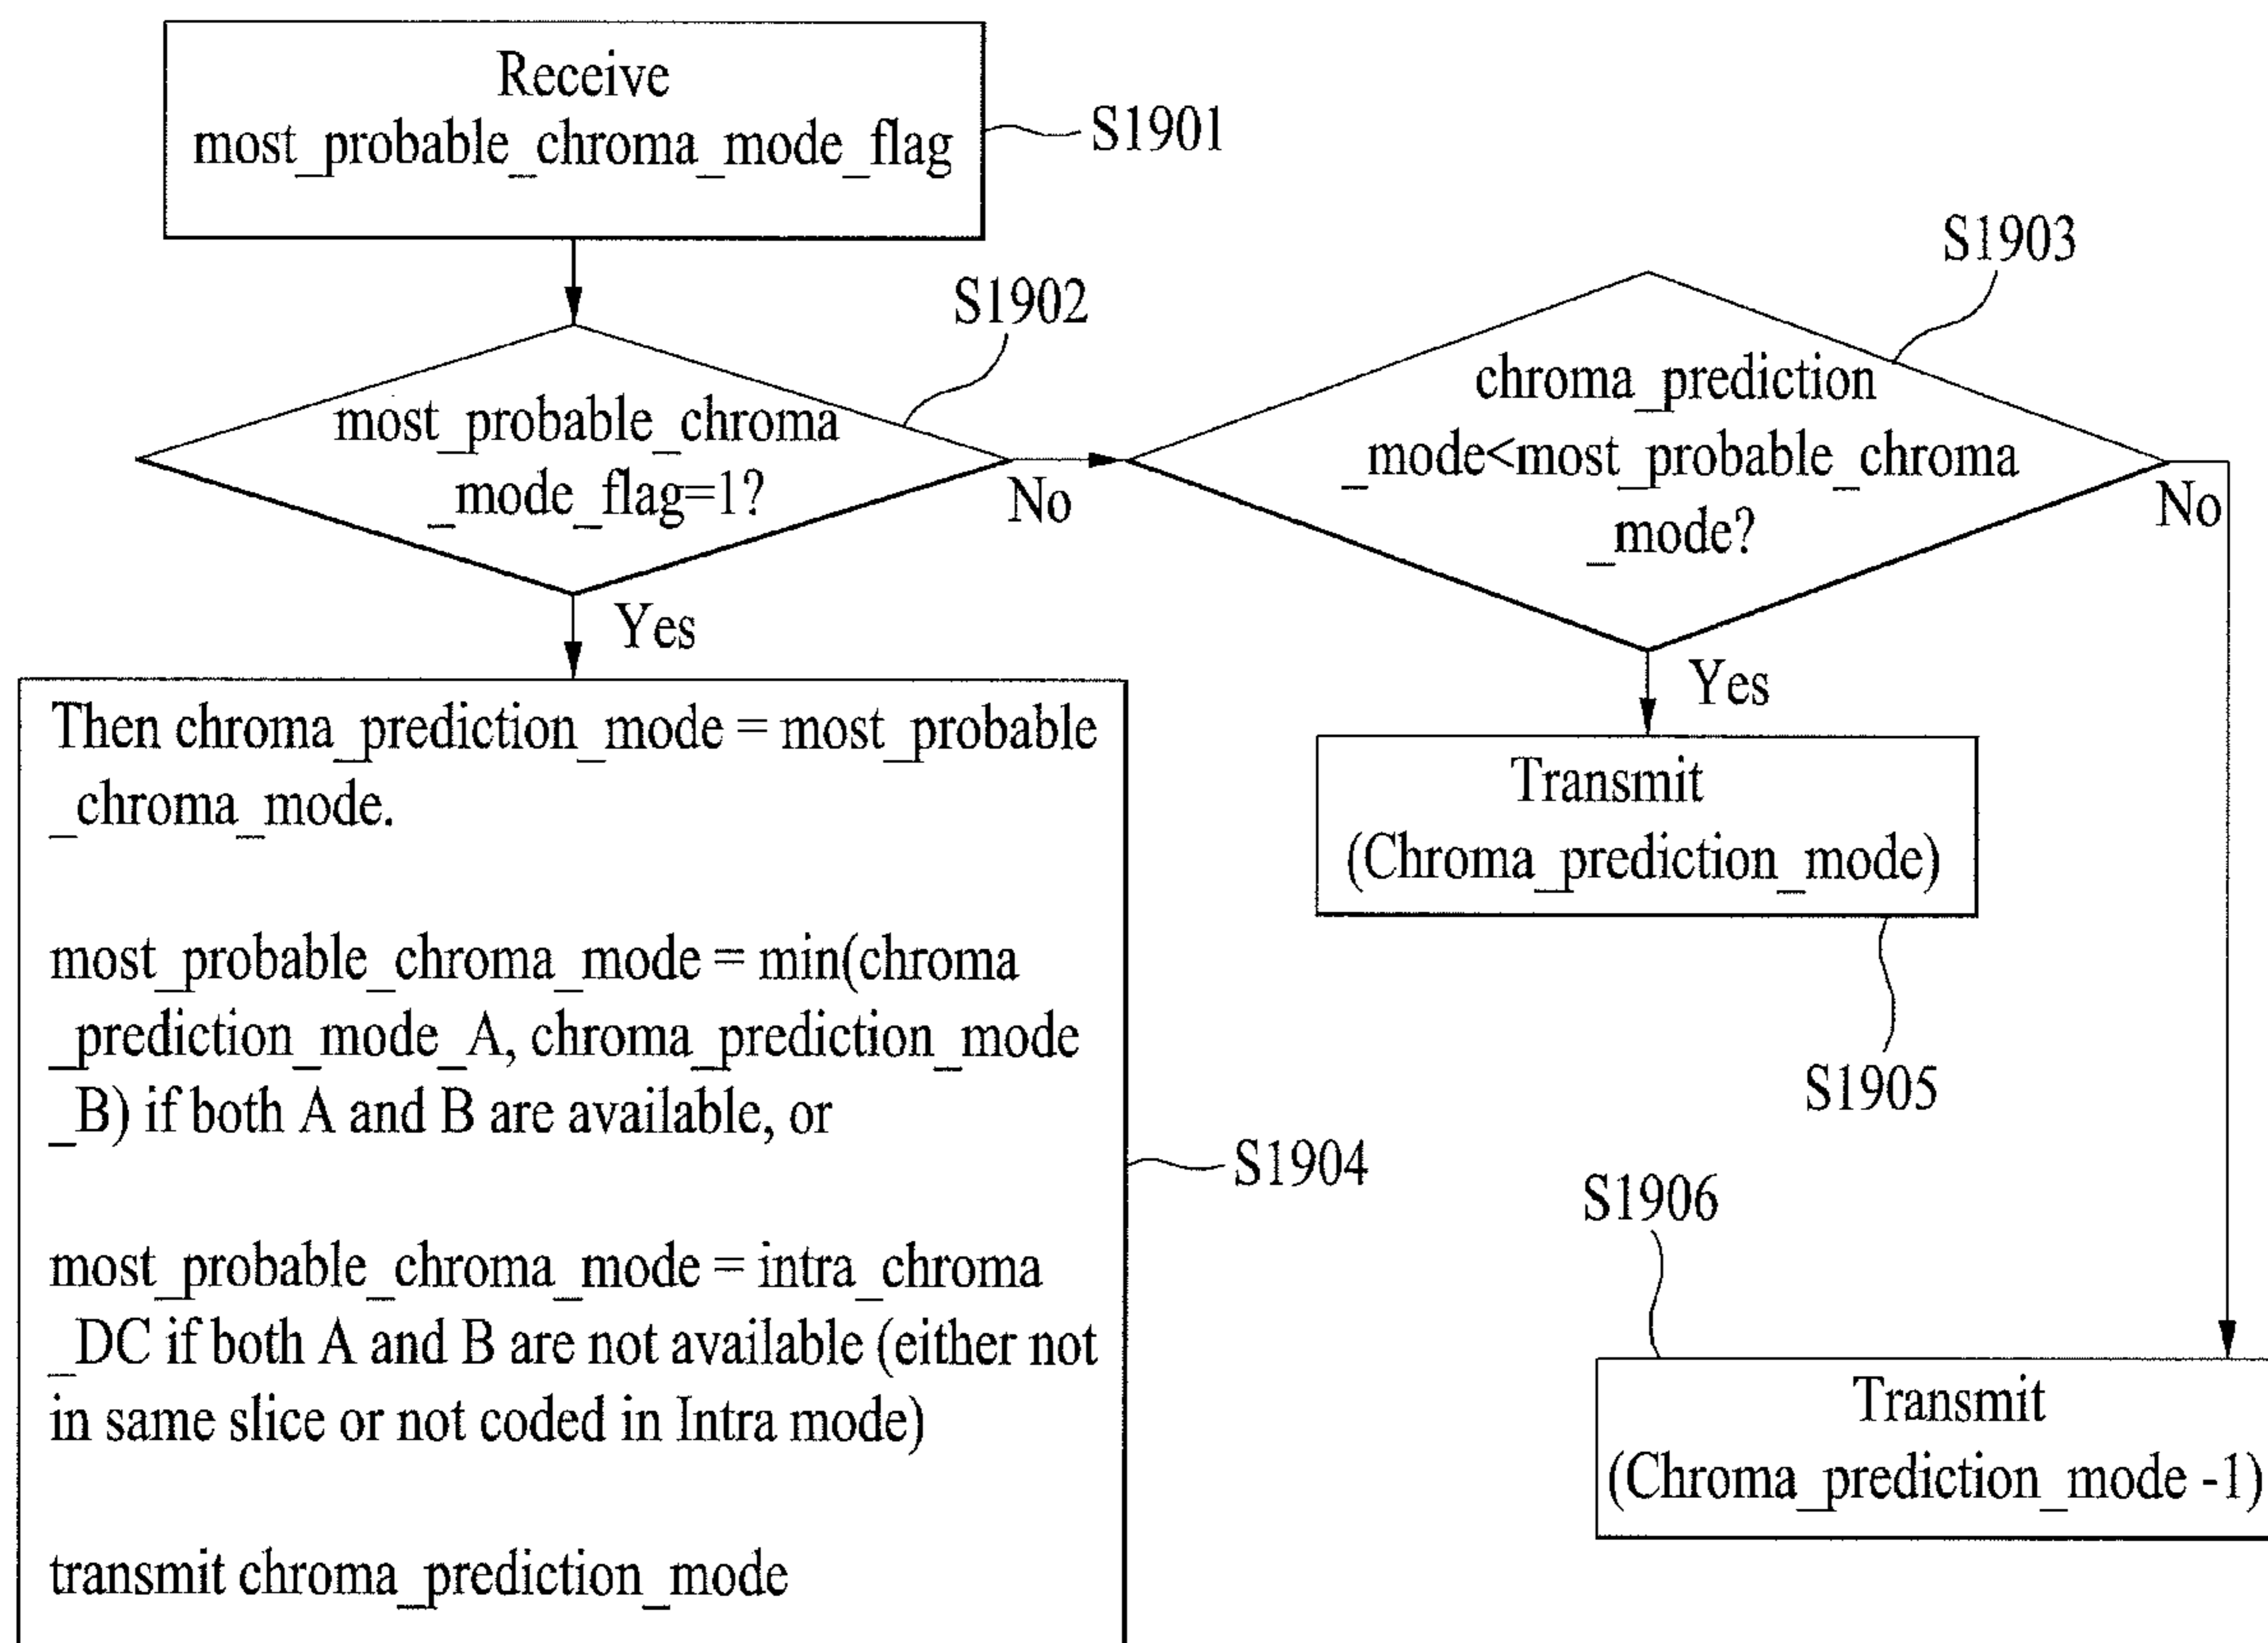 Receive
most_probable_chroma_mode_flag
S1901
S1902
most_probable_chroma
_mode_flag=1?
No
Yes
S1903
chroma_prediction
_mode<most_probable_chroma
_mode?
No
Yes
Then chroma_prediction_mode = most_probable
_chroma_mode.
most_probable_chroma_mode = min(chroma
_prediction_mode_A, chroma_prediction_mode
_B) if both A and B are available, or
most_probable_chroma_mode = intra_chroma
_DC if both A and B are not available (either not
in same slice or not coded in Intra mode)
transmit chroma_prediction_mode
S1904
Transmit
(Chroma_prediction_mode)
S1905
S1906
Transmit
(Chroma_prediction_mode -1)